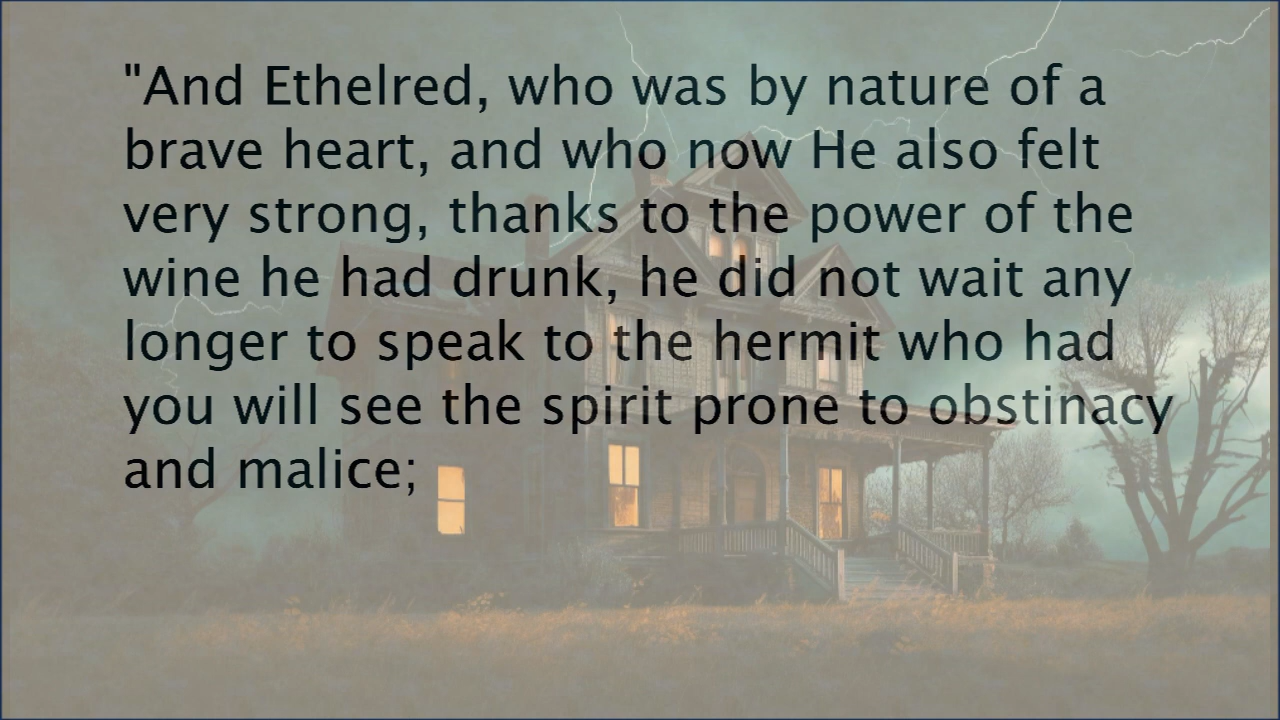 "And Ethelred, who was by nature of a
brave heart, and who now He also felt
very strong, thanks to the power of the
wine he had drunk, he did not wait any
longer to speak to the hermit who had
you will see the spirit prone to obstinacy
and malice;